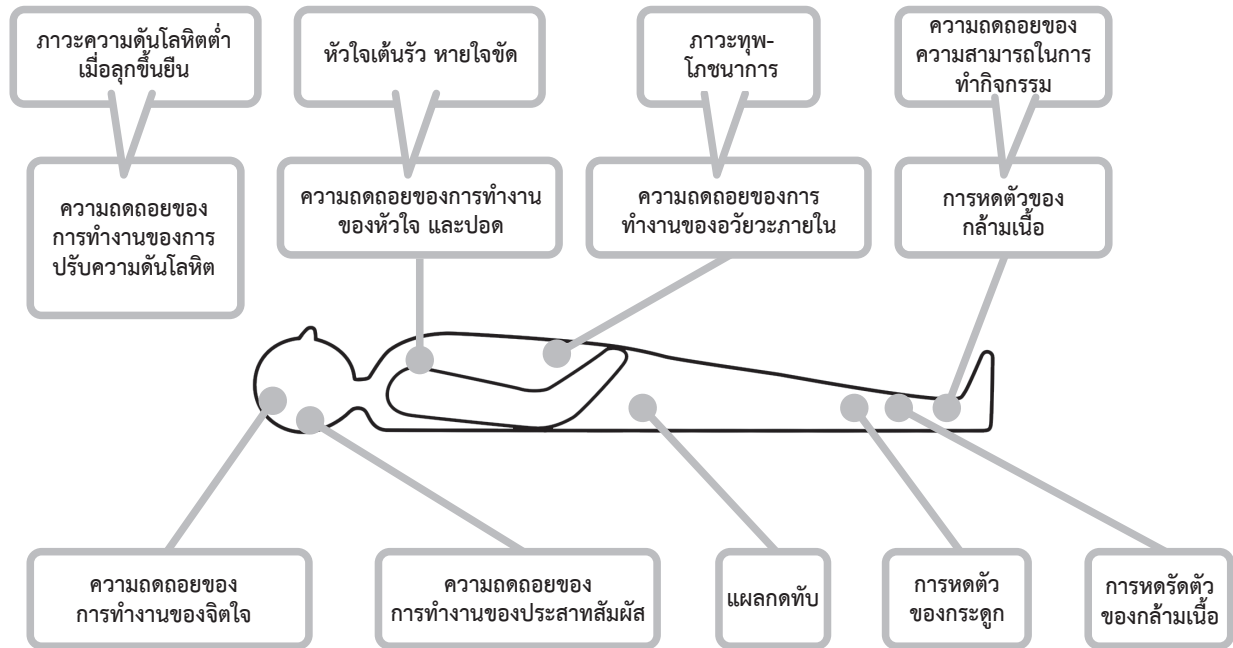 ภาวะความดันโลหิตต่ำ
เมื่อลุกขึ้นยืน
หัวใจเต้นรัว หายใจขัด
ภาวะทุพ-
โภชนาการ
ความถดถอยของ
ความสามารถในการ
ทำกิจกรรม
ความถดถอยของ
การทำงานของการ
ปรับความดันโลหิต
ความถดถอยของการทำงาน
ของหัวใจ และปอด
ความถดถอยของการ
ทำงานของอวัยวะภายใน
การหดตัวของ
กล้ามเนื้อ
ความถดถอยของ
การทำงานของจิตใจ
ความถดถอยของ
การทำงานของประสาทสัมผัส
แผลกดทับ
การหดตัว
ของกระดูก
การหดรัดตัว
ของกล้ามเนื้อ